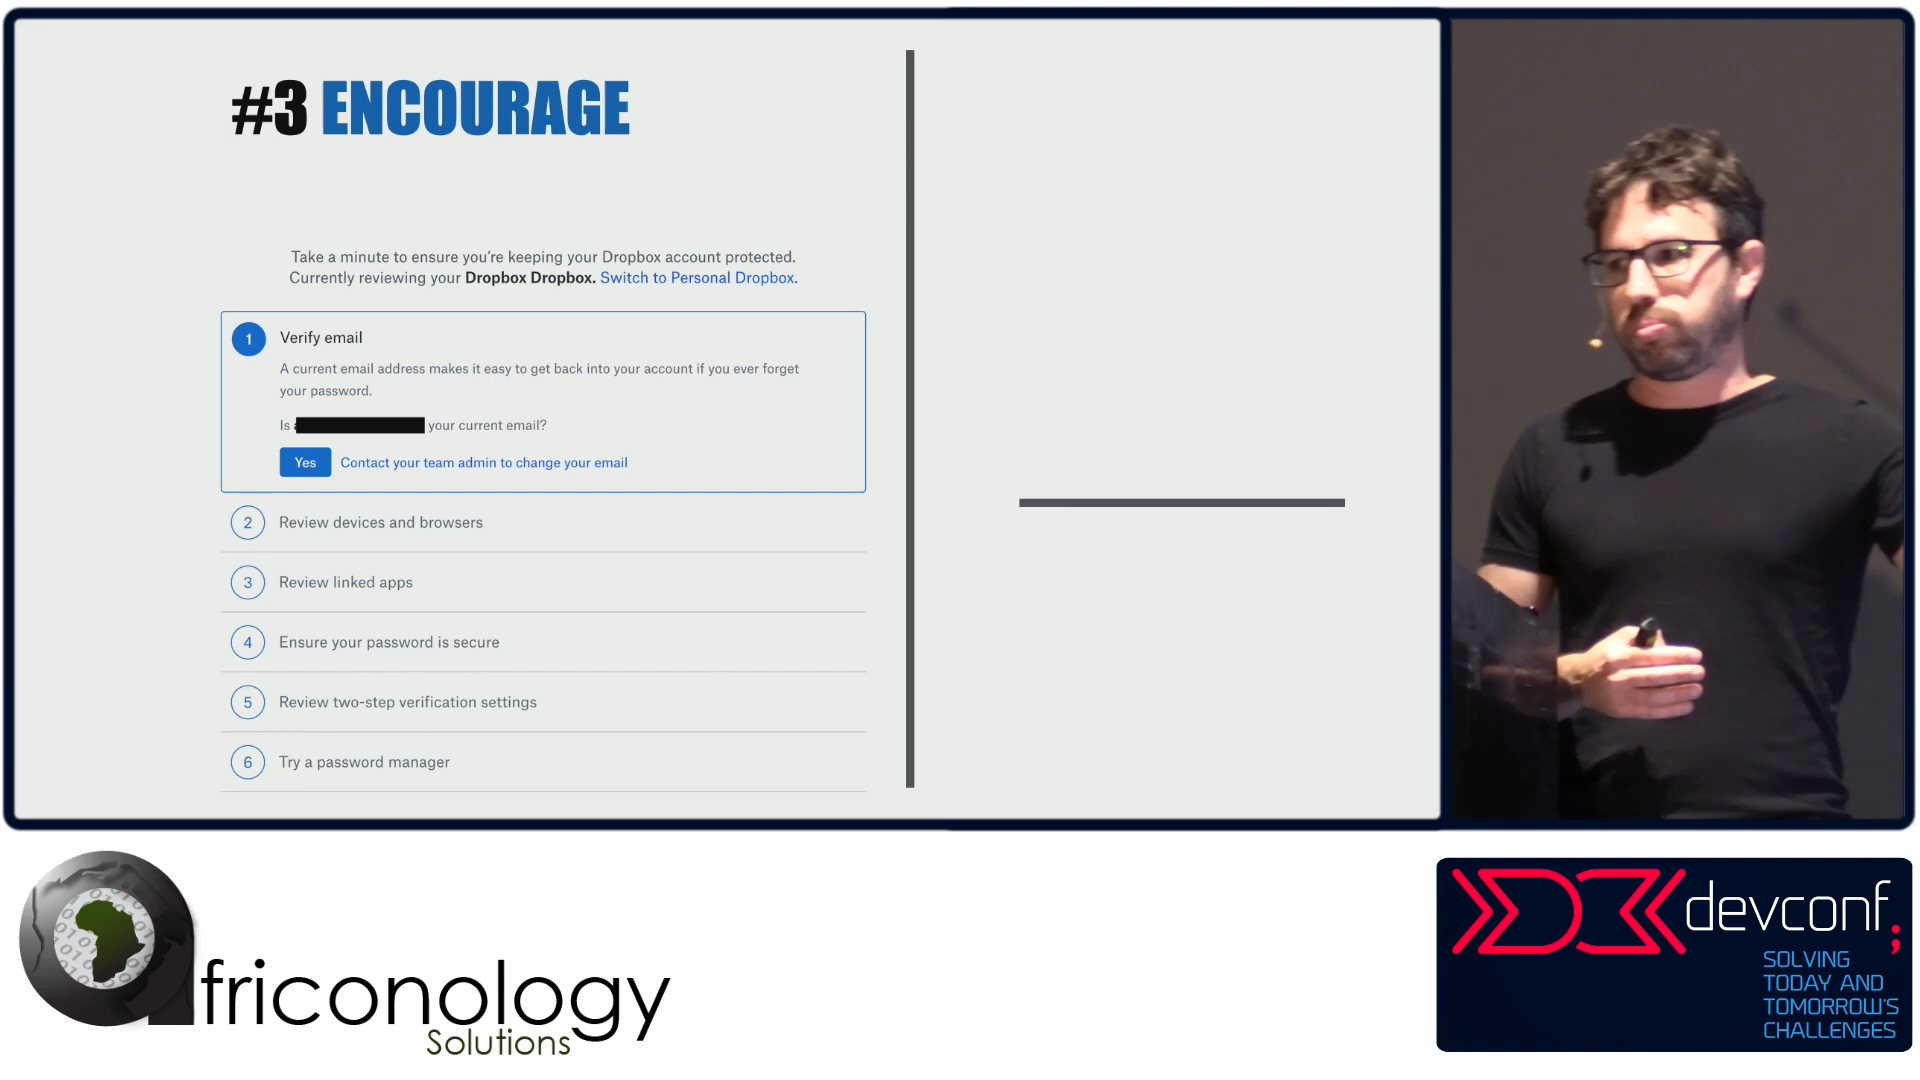 #3 ENCOURAGE
Take a minute to ensure you're keeping your Dropbox account protected.
Currently reviewing your Dropbox Dropbox. Switch to Personal Dropbox.
1 Verify email
A current email address makes it easy to get back into your account if you ever forget
your password.
Is your current email?
Yes Contact your team admin to change your email
2 Review devices and browsers
3 Review linked apps
4 Ensure your password is secure
5 Review two-step verification settings
6 Try a password manager
africonology
Solutions
devconf;
SOLVING
TODAY AND
TOMORROW'S
CHALLENGES